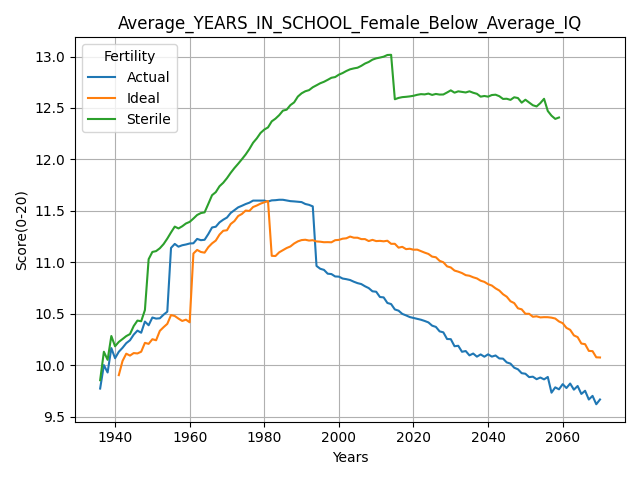 Average_YEARS_IN_SCHOOL_Female_Below_Average_IQ
Fertility
Actual
Ideal
Sterile
Score(0-20)
13.0
12.5
12.0
11.5
11.0
10.5
10.0
9.5
1940 1960 1980 2000 2020 2040 2060
Years